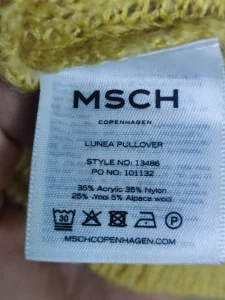 MSCH
COPENHAGEN
LUNEA PULLOVER
STYLE NO: 13486
PO NO: 101132
35% Acrylic 35% Nylon
25% Wool 5% Alpaca wool
30
P
MSCHCOPENHAGEN.COM